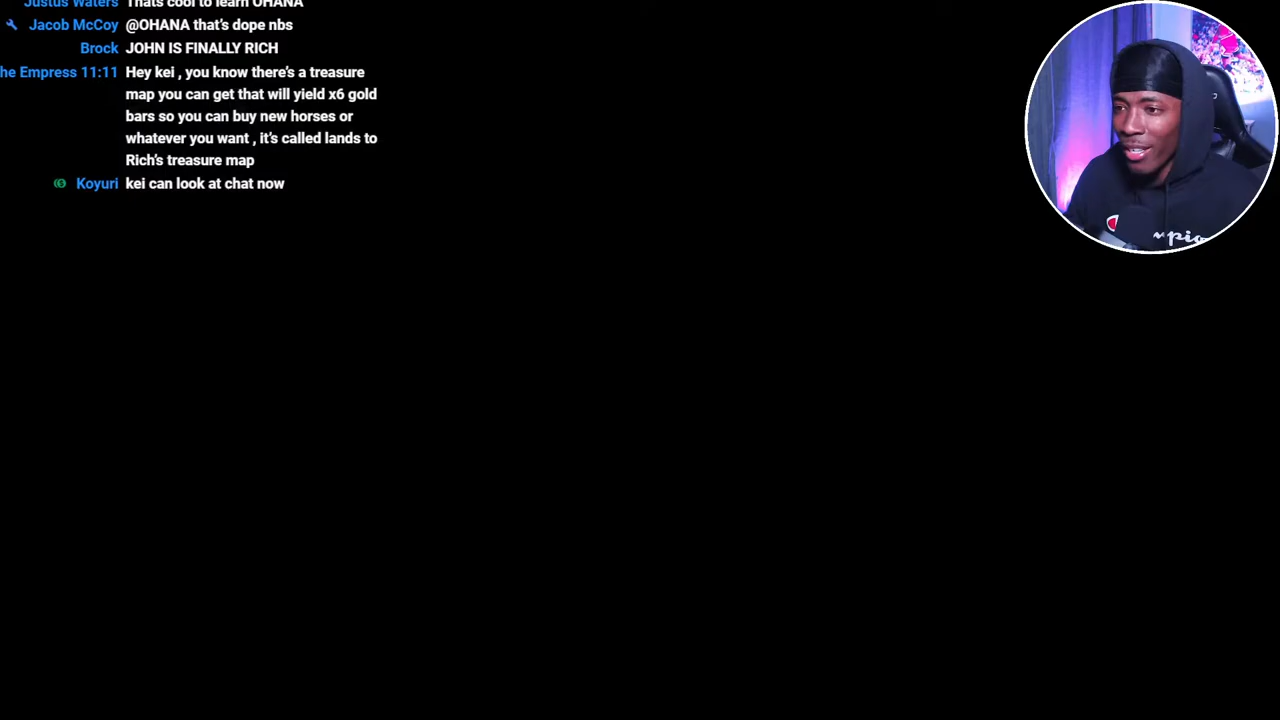 Justus Waters Thats cool to learn OHANA
Jacob McCoy @OHANA that’s dope nbs
Brock JOHN IS FINALLY RICH
he Empress 11:11 Hey kei , you know there’s a treasure
map you can get that will yield x6 gold
bars so you can buy new horses or
whatever you want , it’s called lands to
Rich’s treasure map
Koyuri kei can look at chat now
mpio